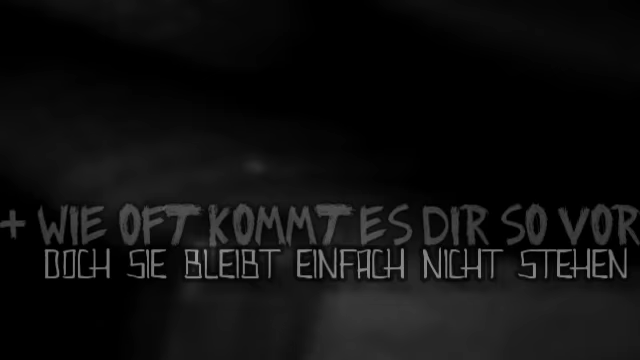 + WIE OFT KOMMT ES DIR SO VOR
DOCH SIE BLEIBT EINFACH NICHT STEHEN